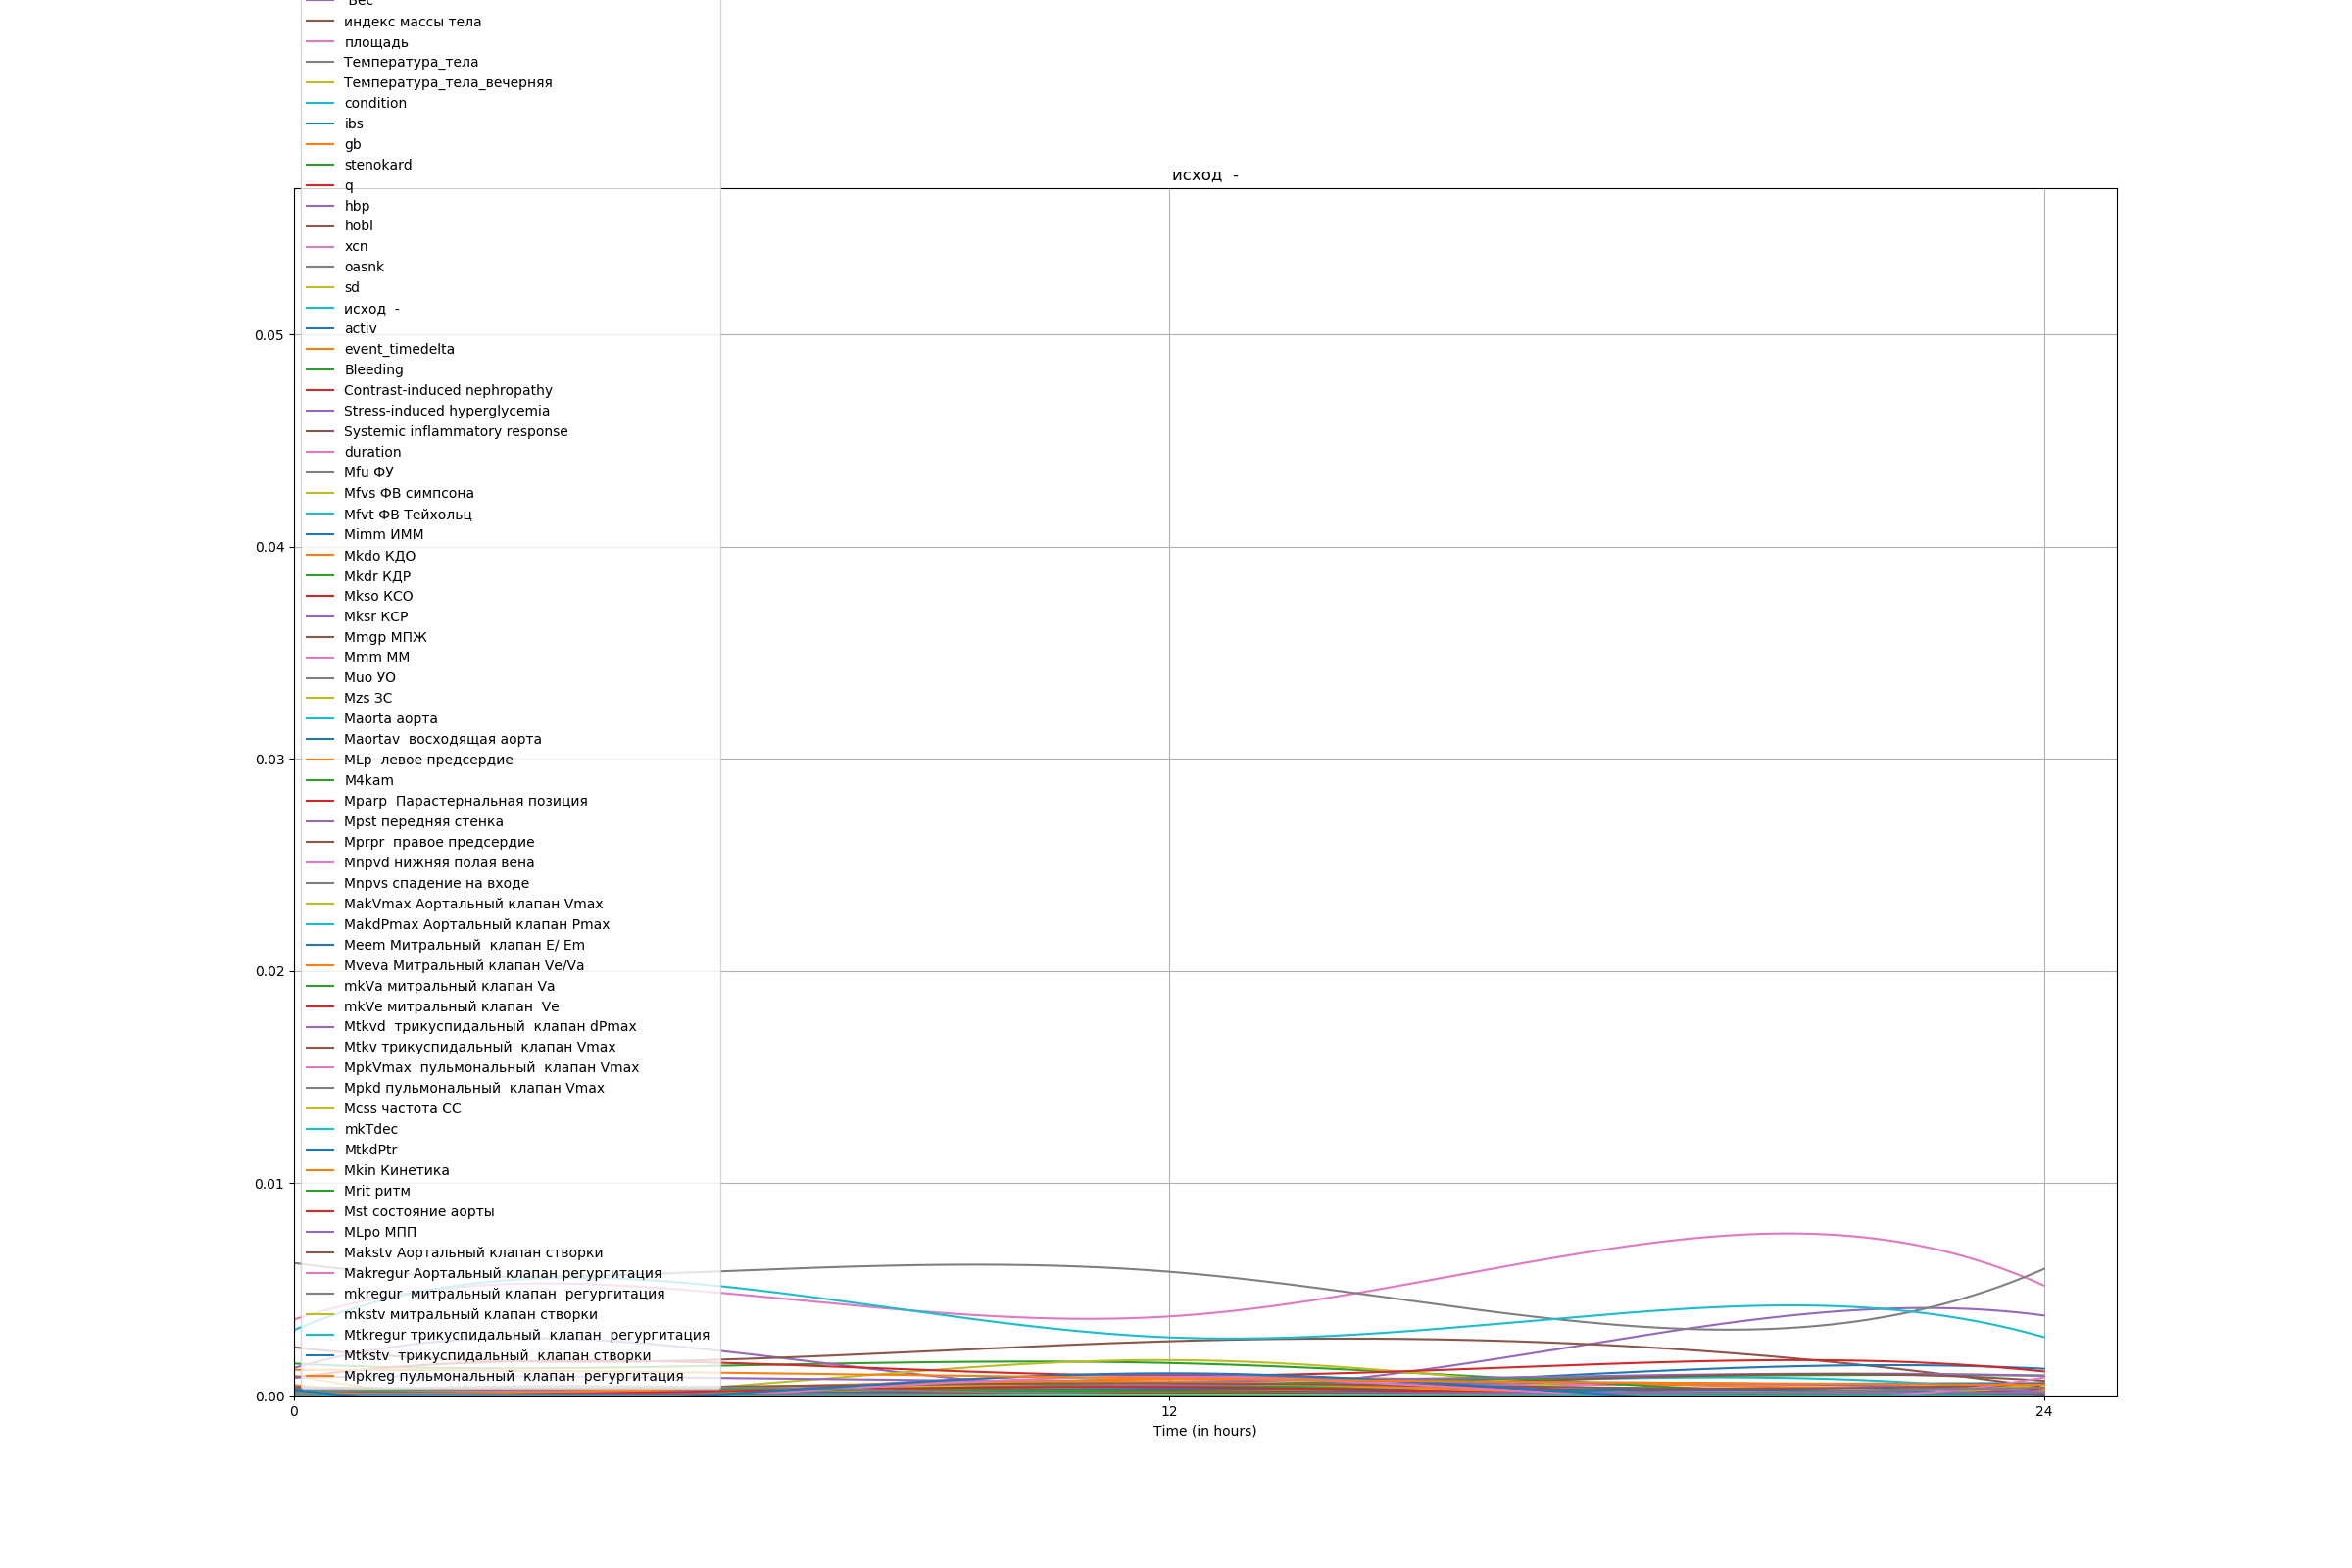 Вес
индекс массы тела
площадь
Температура_тела
Температура_тела_вечерняя
condition
ibs
gb
stenokard
исход  -
q
hbp
hobl
xcn
oasnk
sd
исход  -
activ
0.05
event_timedelta
Bleeding
Contrast-induced nephropathy
Stress-induced hyperglycemia
Systemic inflammatory response
duration
Mfu ФУ
Mfvs ФВ симпсона
Mfvt ФВ Тейхольц
Mimm ИММ
0.04
Mkdo КДО
Mkdr КДР
Mkso КСО
Mksr КСР
Mmgp МПЖ
Mmm ММ
Muo УО
Mzs ЗС
Maorta аорта
Maortav  восходящая аорта
0.03
MLp  левое предсердие
M4kam
Mparp  Парастернальная позиция
Mpst передняя стенка
Mprpr  правое предсердие
Mnpvd нижняя полая вена
Mnpvs спадение на входе
MakVmax Аортальный клапан Vmax
MakdPmax Аортальный клапан Pmax
Meem Митральный  клапан E/ Em
Mveva Митральный клапан Ve/Va
0.02
mkVa митральный клапан Va
mkVe митральный клапан  Ve
Mtkvd  трикуспидальный  клапан dPmax
Mtkv трикуспидальный  клапан Vmax
MpkVmax  пульмональный  клапан Vmax
Mpkd пульмональный  клапан Vmax
Mcss частота СС
mkTdec
MtkdPtr
Mkin Кинетика
0.01
Mrit ритм
Mst состояние аорты
MLpo МПП
Makstv Аортальный клапан створки
Makregur Аортальный клапан регургитация
mkregur  митральный клапан  регургитация
mkstv митральный клапан створки
Mtkregur трикуспидальный  клапан  регургитация
Mtkstv  трикуспидальный  клапан створки
Mpkreg пульмональный  клапан  регургитация
0.00
0 12 24
Time (in hours)